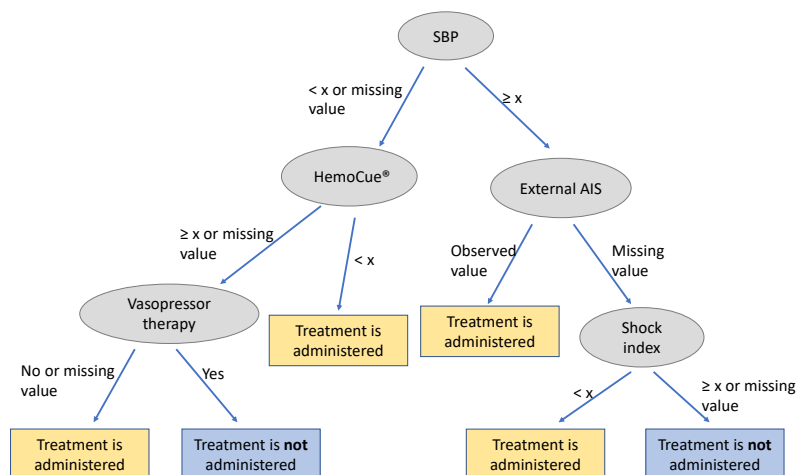 SBP
< x or missing
value
≥ x
HemoCue®
External AIS
≥ x or missing
value
< x
Observed
value
Missing
value
Vasopressor
therapy
Treatment is
administered
Treatment is
administered
Shock
index
No or missing
value
Yes
< x
≥ x or missing
value
Treatment is
administered
Treatment is not
administered
Treatment is
administered
Treatment is not
administered